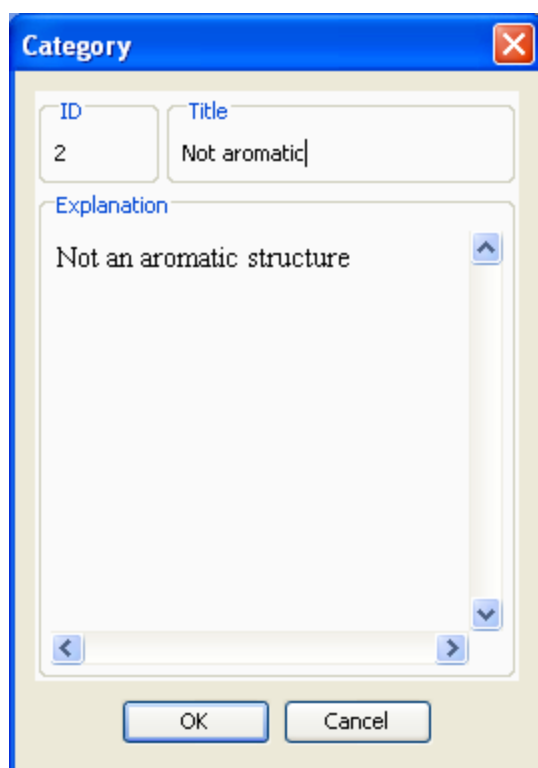 Category
ID
Title
2
Not aromatic
Explanation
Not an aromatic structure
OK
Cancel